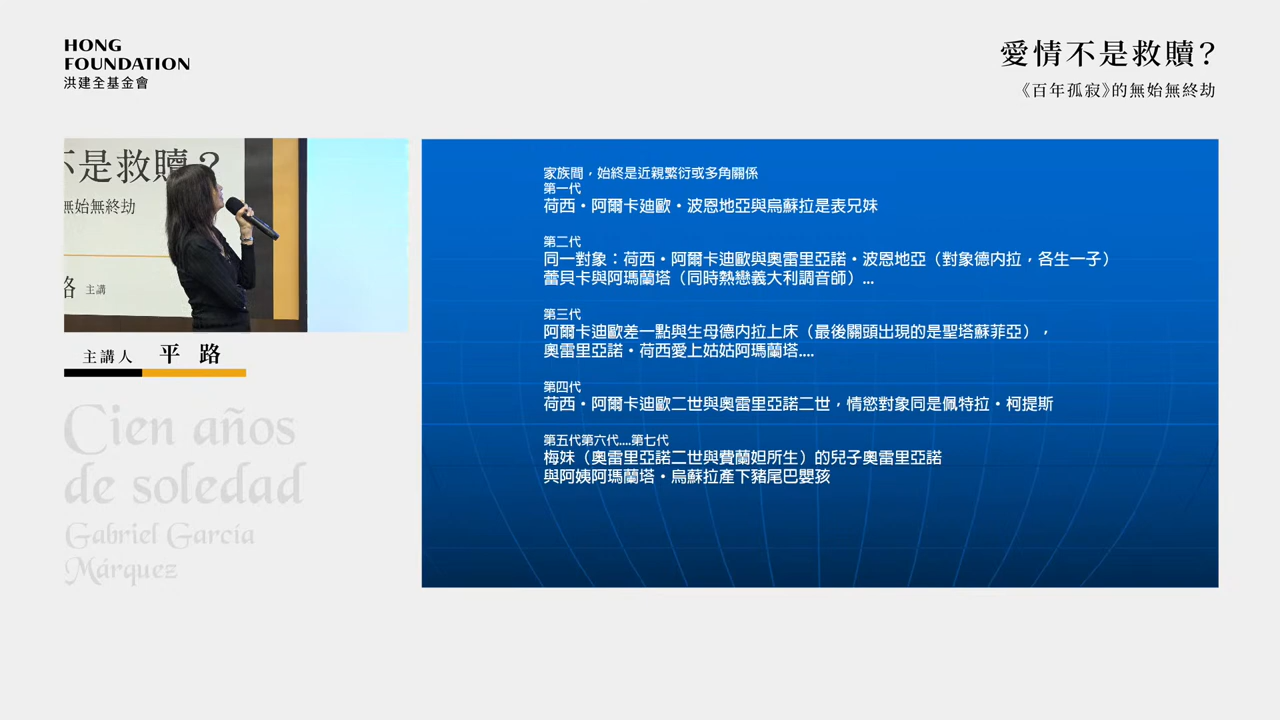 HONG
FOUNDATION
洪建全基金會
愛情不是救贖？
《百年孤寂》的無始無終劫
不是救贖？
無始無終劫
路 主講
主講人 平 路
Cien años
de soledad
Gabriel García
Márquez
家族間，始終是近親繁衍或多角關係
第一代
荷西・阿爾卡迪歐・波恩地亞與烏蘇拉是表兄妹
第二代
同一對象：荷西・阿爾卡迪歐與奧雷里亞諾・波恩地亞（對象德內拉，各生一子）
蕾貝卡與阿瑪蘭塔（同時熱戀義大利調音師）...
第三代
阿爾卡迪歐差一點與生母德內拉上床（最後關頭出現的是聖塔蘇菲亞），
奧雷里亞諾・荷西愛上姑姑阿瑪蘭塔....
第四代
荷西・阿爾卡迪歐二世與奧雷里亞諾二世，情慾對象同是佩特拉・柯提斯
第五代第六代....第七代
梅妹（奧雷里亞諾二世與費蘭妲所生）的兒子奧雷里亞諾
與阿姨阿瑪蘭塔・烏蘇拉產下豬尾巴嬰孩